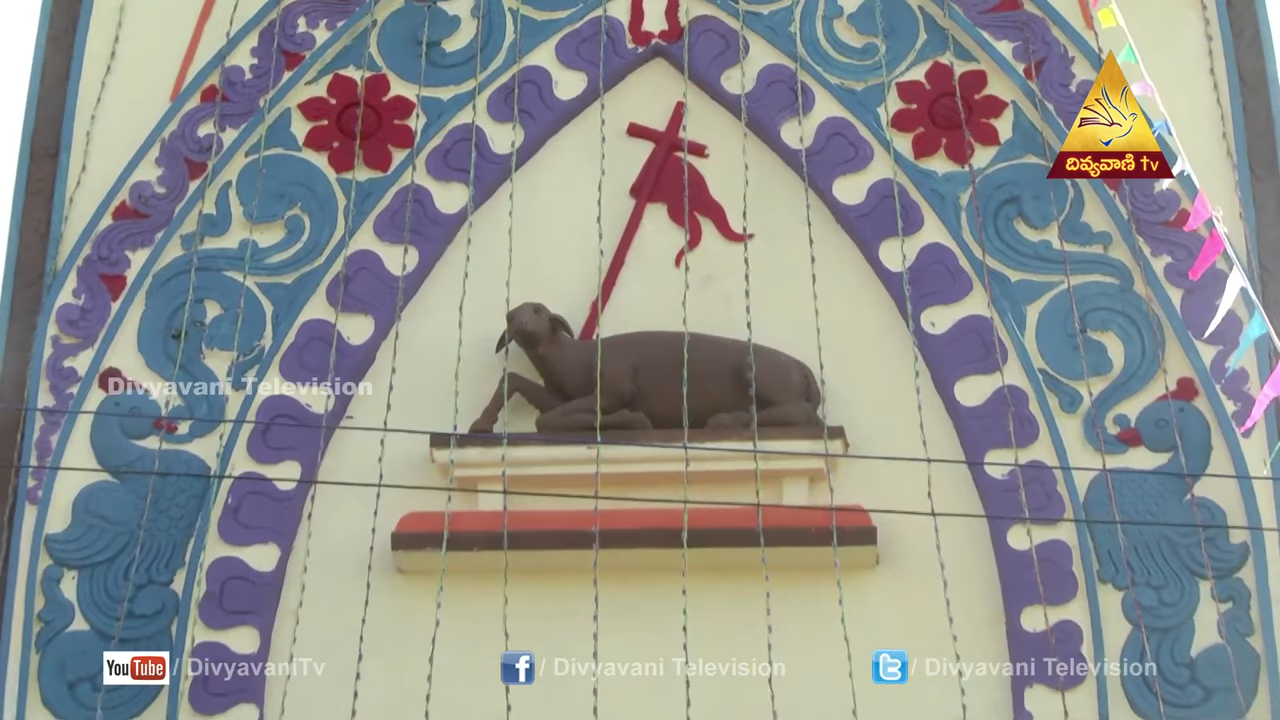 దివ్యవాణి tv
Divyavani Television
YouTube / DivyavaniTv
f / Divyavani Television
t / Divyavani Television